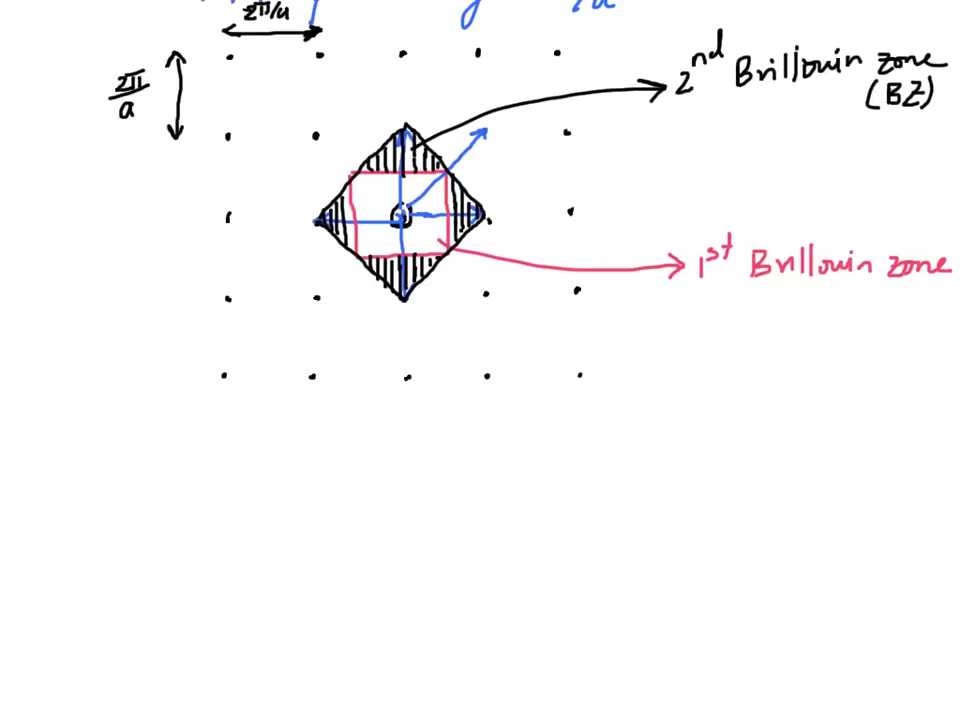 2π/a
2π/a
2nd Brillouin zone
(BZ)
1st Brillouin zone